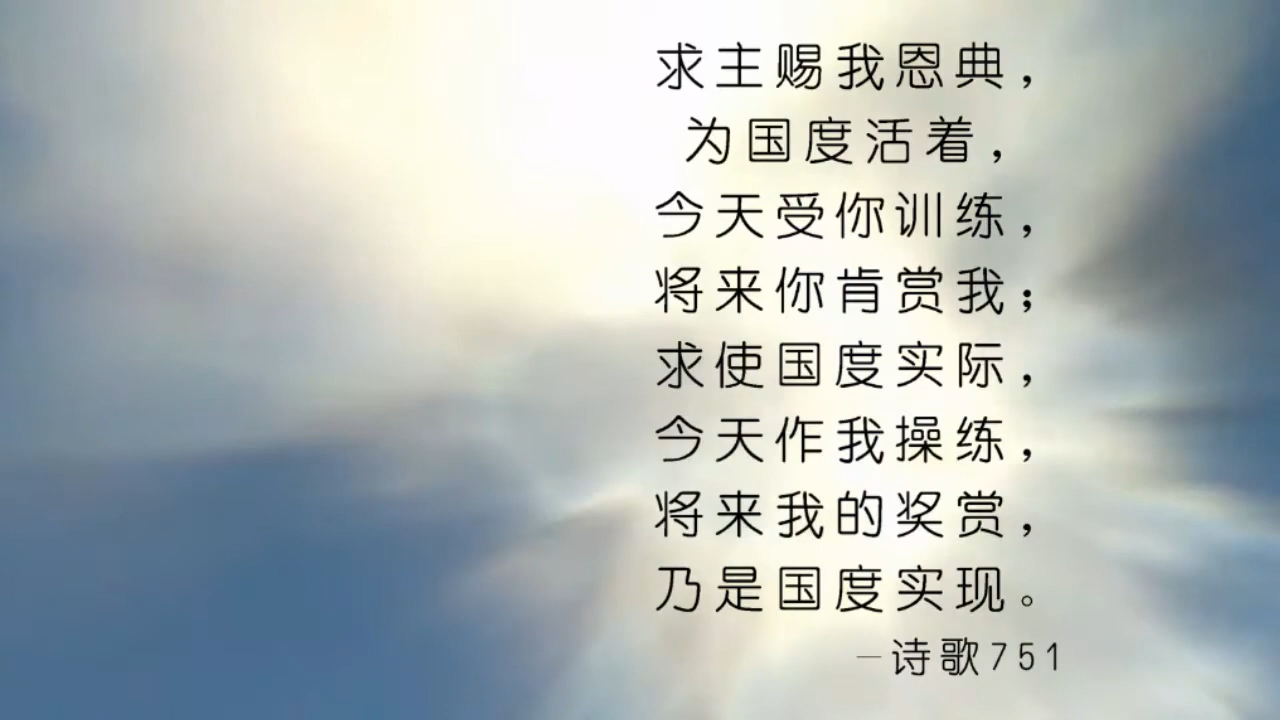 求主赐我恩典，
为国度活着，
今天受你训练，
将来你肯赏我；
求使国度实际，
今天作我操练，
将来我的奖赏，
乃是国度实现。
—诗歌751